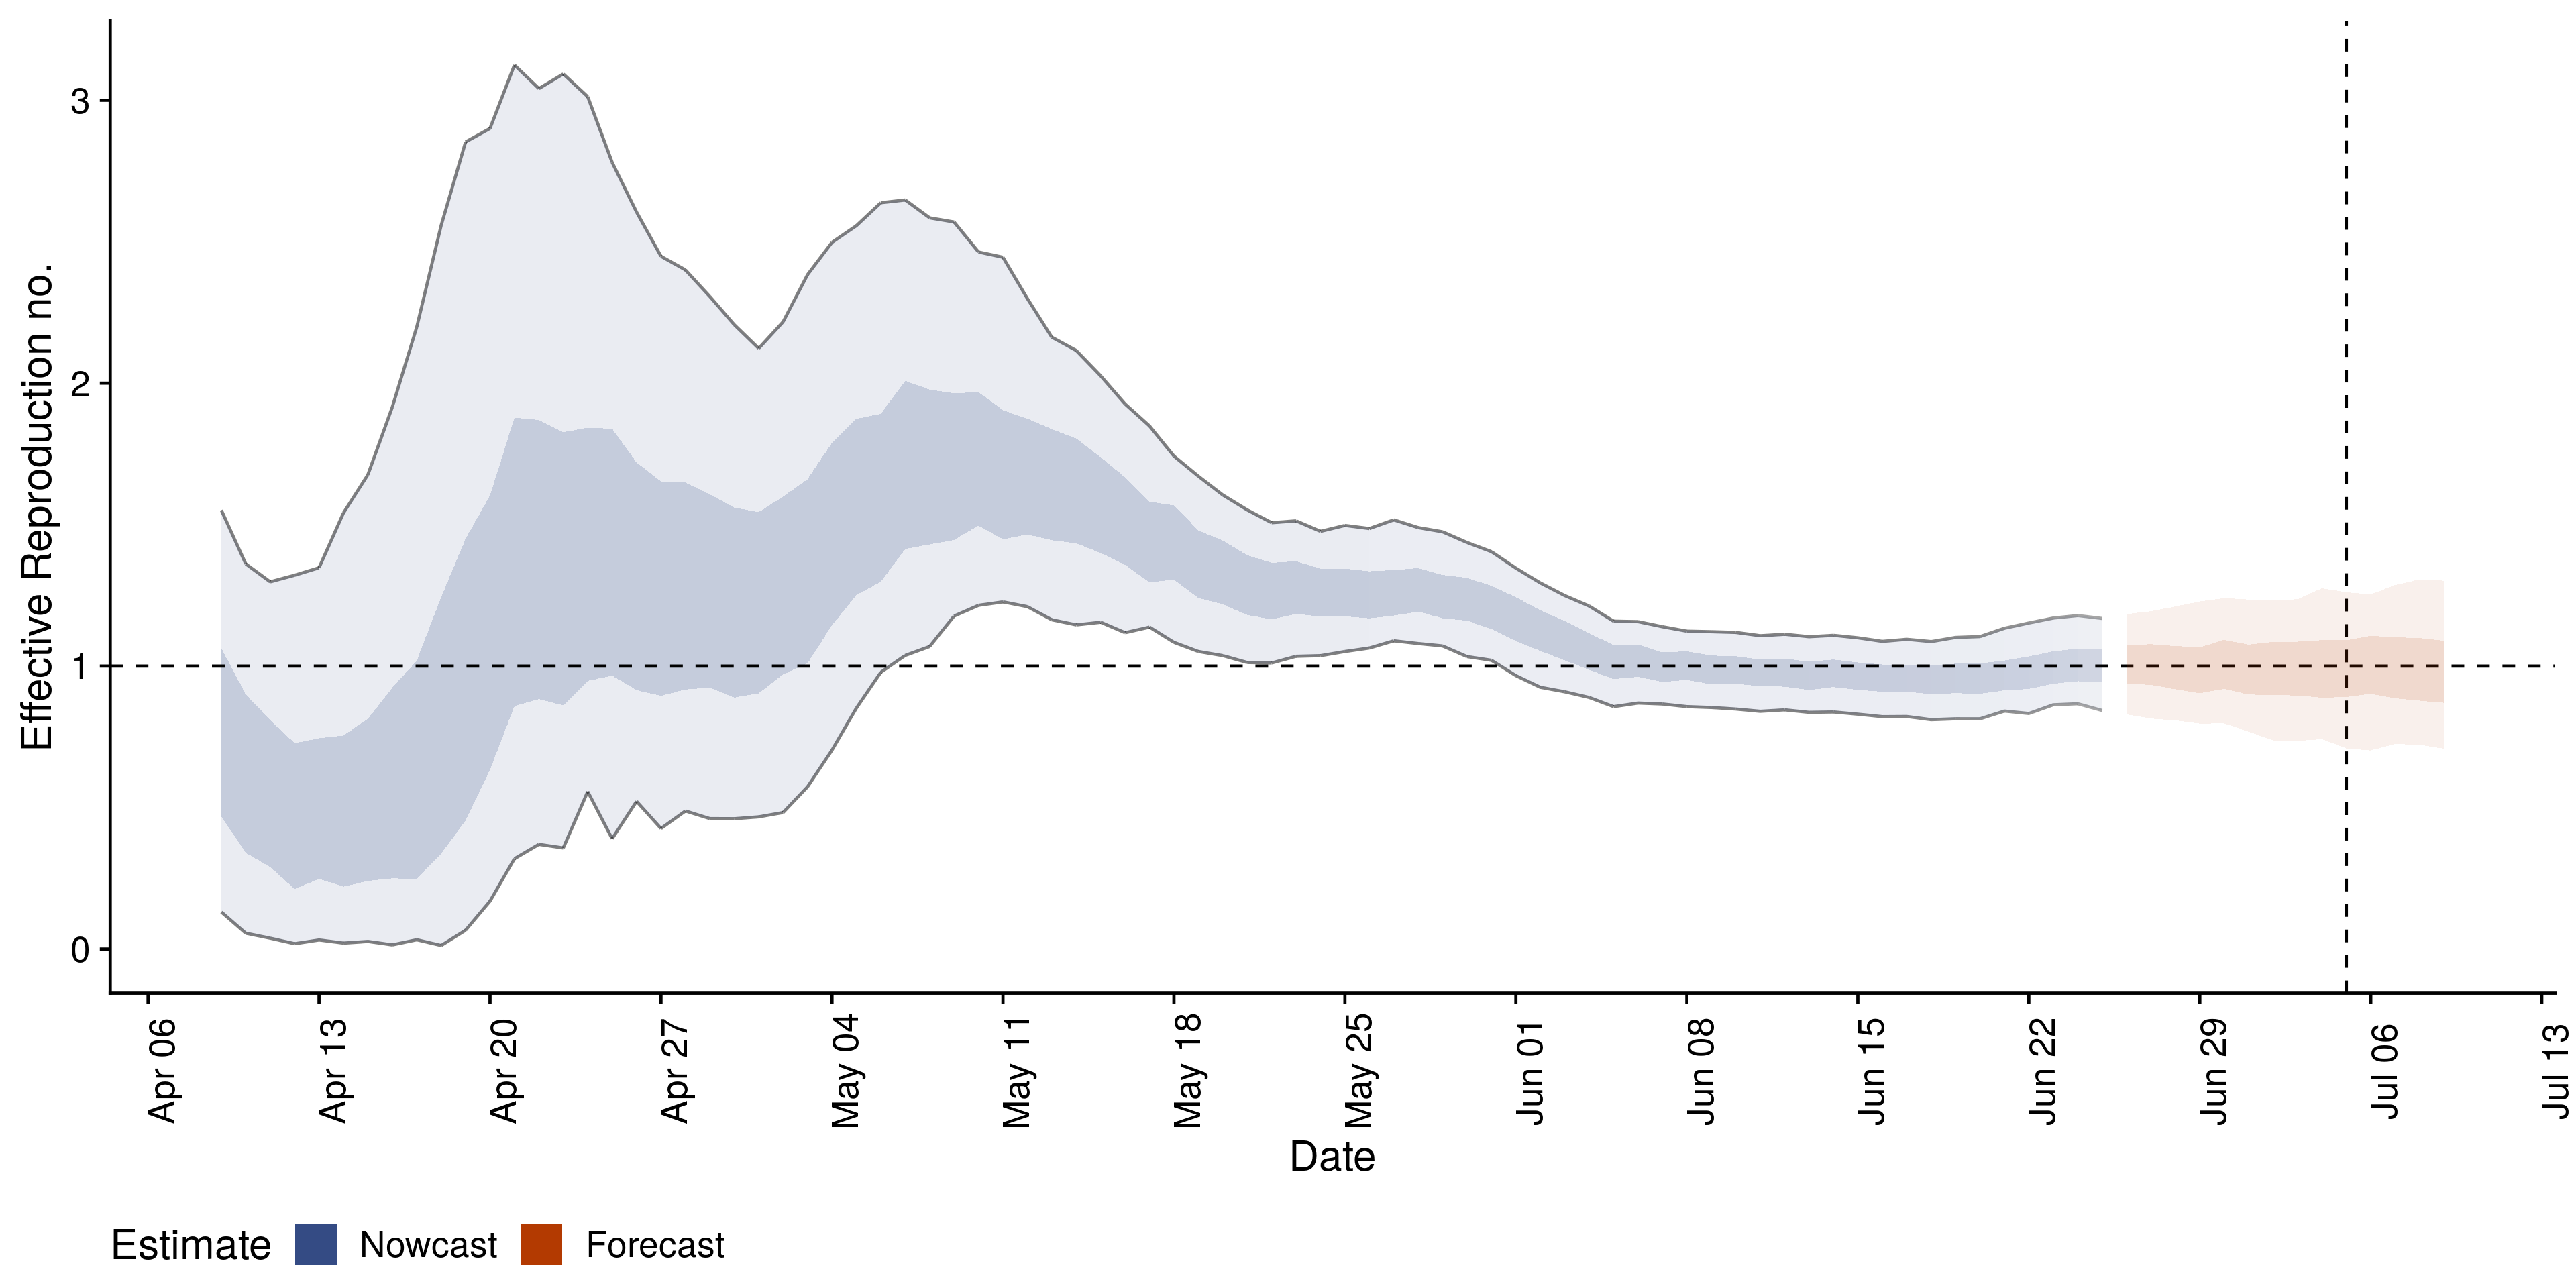 Effective Reproduction no.
3
2
1
0
Apr 06
Apr 13
Apr 20
Apr 27
May 04
May 11
May 18
May 25
Jun 01
Jun 08
Jun 15
Jun 22
Jun 29
Jul 06
Jul 13
Date
Estimate Nowcast Forecast